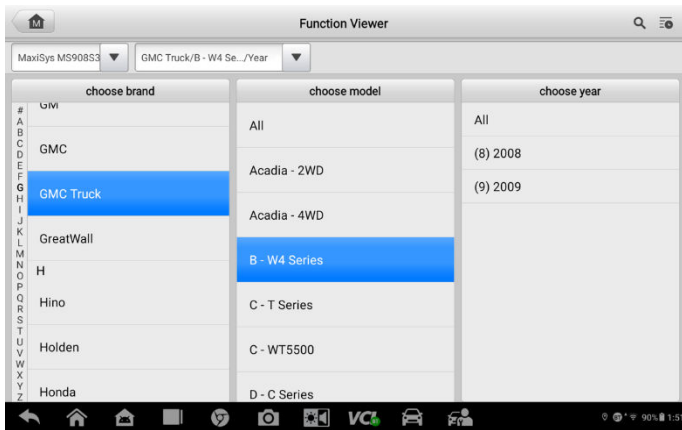 M
Function Viewer
MaxiSys MS908S3
GMC Truck/B - W4 Se.../Year
choose brand
choose model
choose year
#
A
B
C
D
E
F
G
H
I
J
K
L
M
N
O
P
Q
R
S
T
U
V
W
X
Y
Z
GM
GMC
GMC Truck
GreatWall
H
Hino
Holden
Honda
All
Acadia - 2WD
Acadia - 4WD
B - W4 Series
C - T Series
C - WT5500
D - C Series
All
(8) 2008
(9) 2009
M
VCI
90%